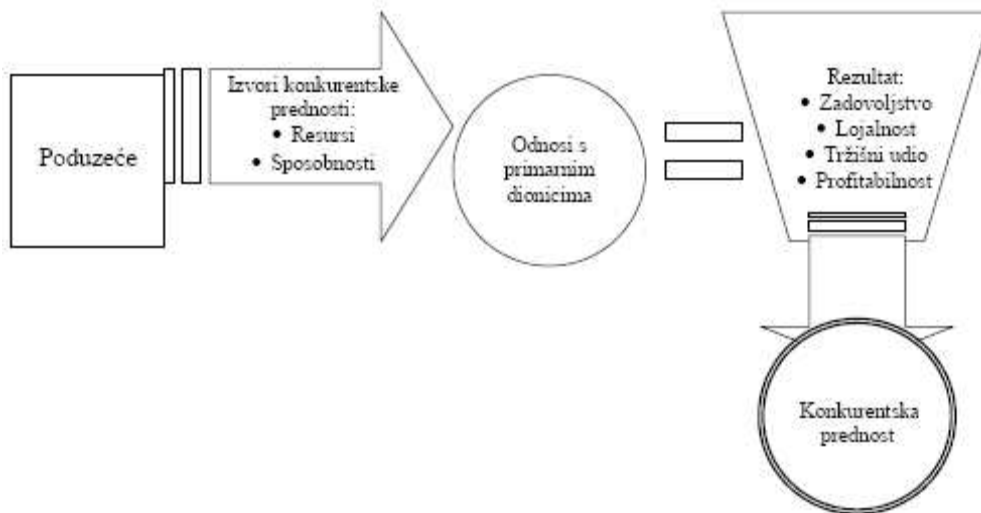 Poduzeće
Izvori konkurentske
prednosti:
• Resursi
• Sposobnosti
Odnosi s
primarnim
dionicima
Rezultat:
• Zadovoljstvo
• Lojalnost
• Tržišni udio
• Profitabilnost
Konkurentska
prednost